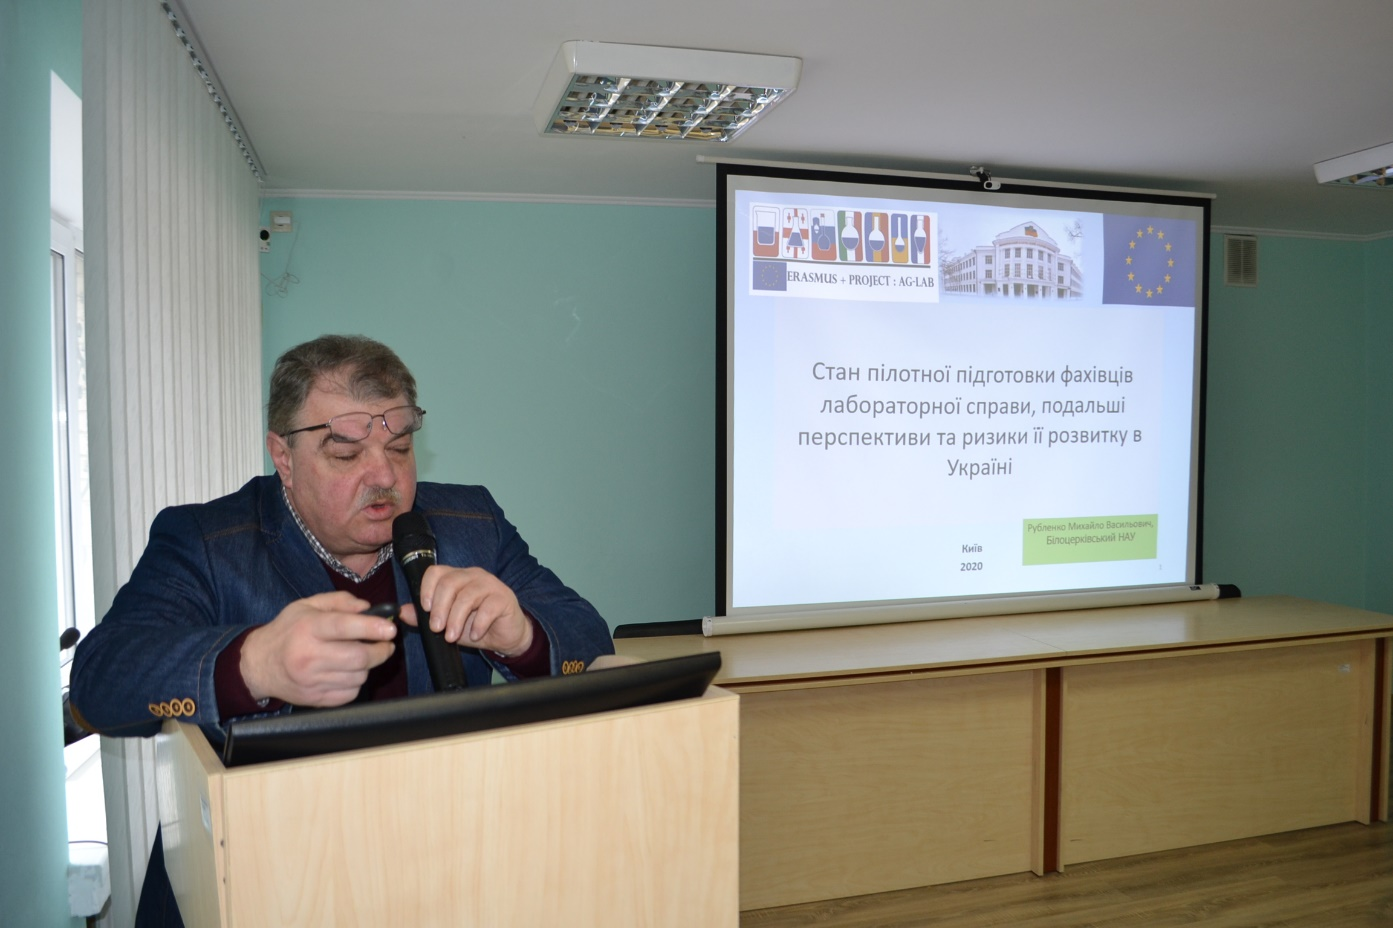 ERASMUS + PROJECT : AG-LAB
Стан пілотної підготовки фахівців
лабораторної справи, подальші
перспективи та ризики її розвитку в
Україні
Рубленко Михайло Васильович,
Білоцерківський НАУ
Київ
2020
1